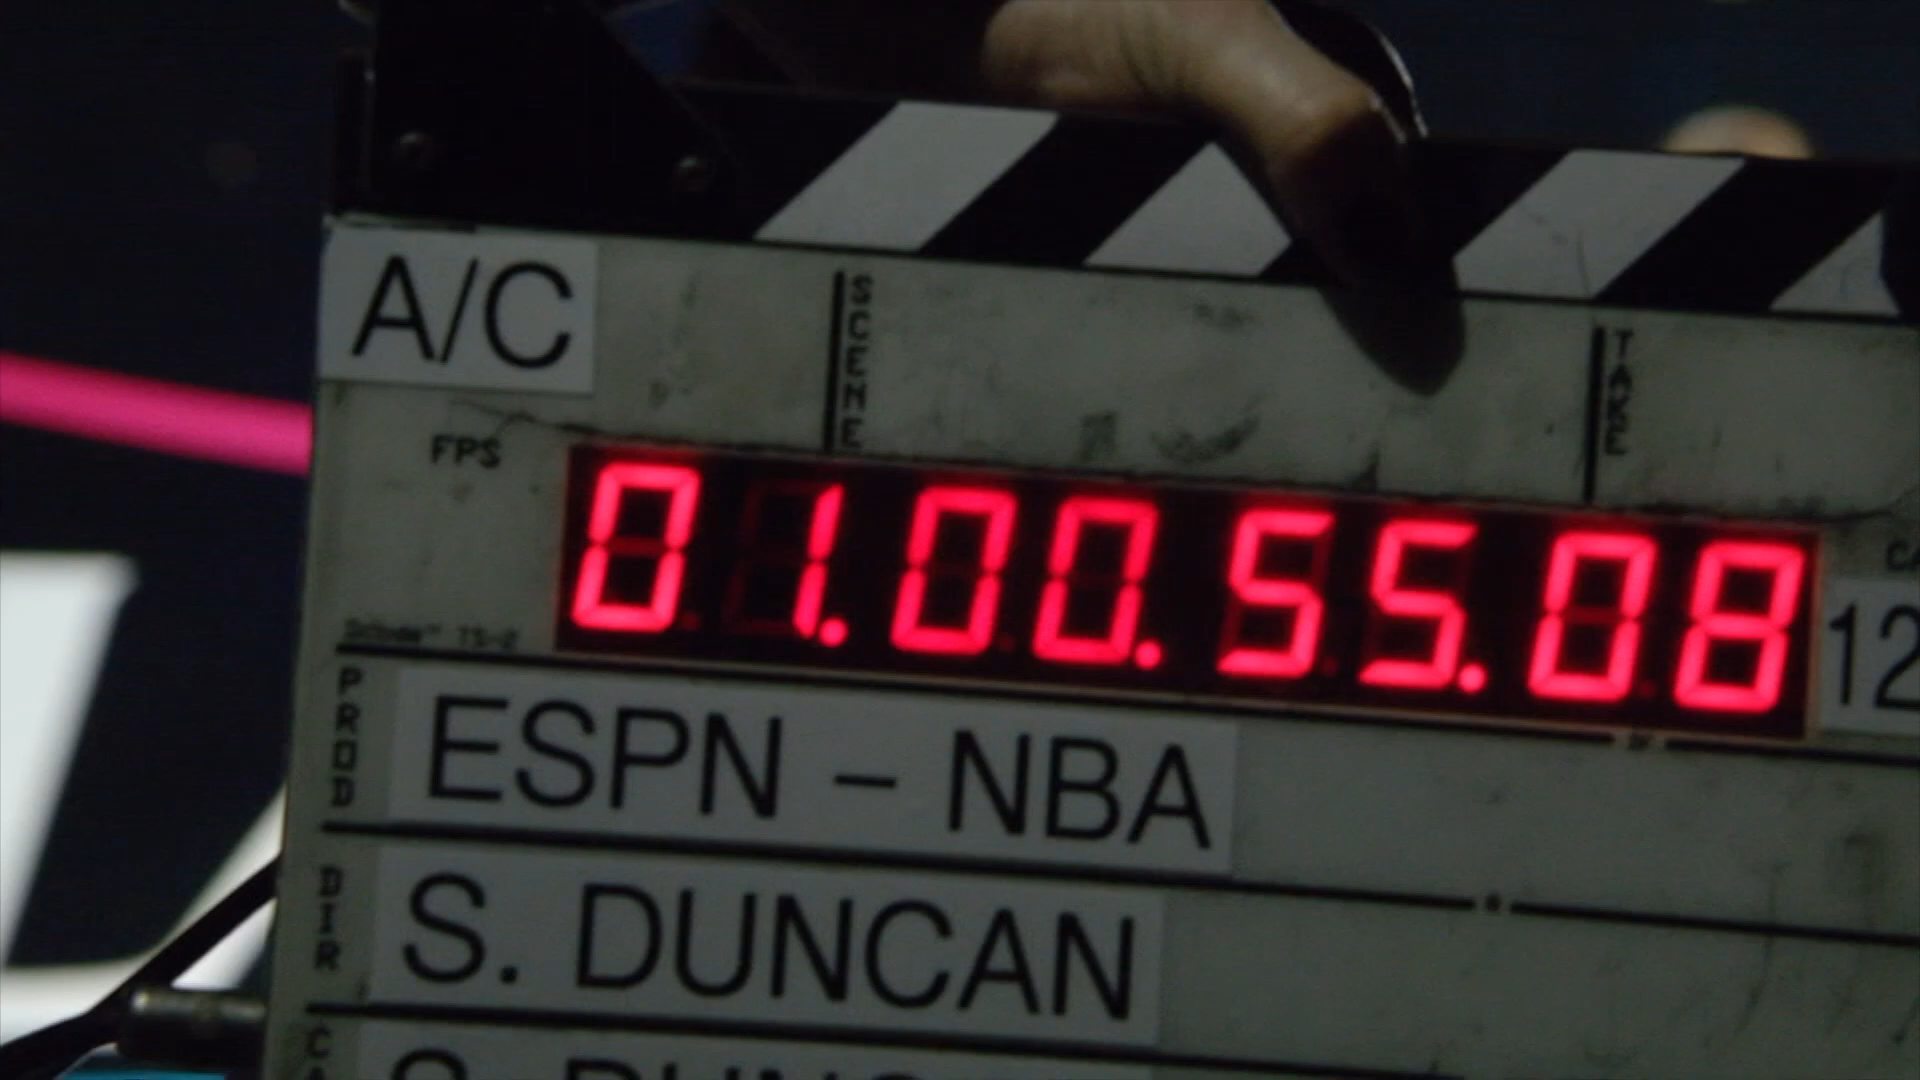 A/C
SCENE
TAKE
FPS
01.00.55.08
12
PROD
ESPN – NBA
DIR
S. DUNCAN